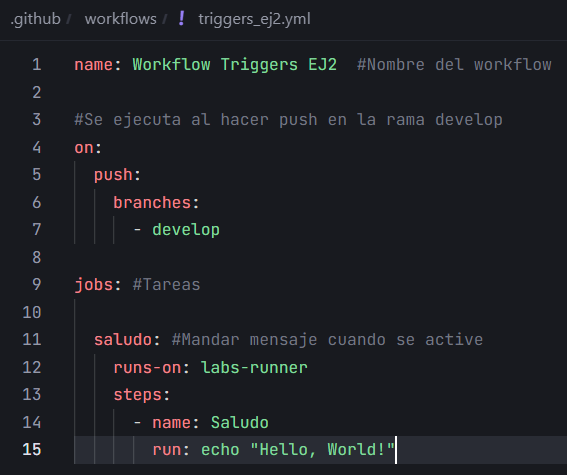 .github / workflows / ! triggers_ej2.yml
1 name: Workflow Triggers EJ2  #Nombre del workflow
2
3 #Se ejecuta al hacer push en la rama develop
4 on:
5   push:
6     branches:
7       - develop
8
9 jobs: #Tareas
10
11   saludo: #Mandar mensaje cuando se active
12     runs-on: labs-runner
13     steps:
14       - name: Saludo
15         run: echo "Hello, World!"